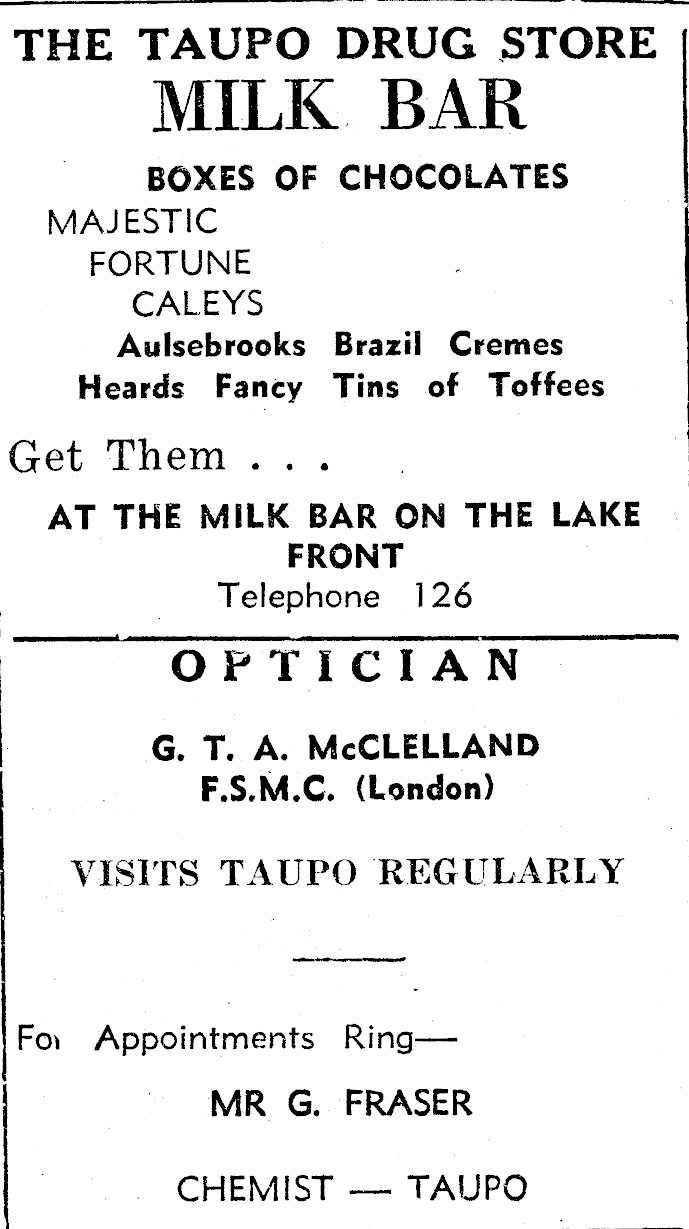 THE TAUPO DRUG STORE
MILK BAR
BOXES OF CHOCOLATES
MAJESTIC
FORTUNE
CALEYS
Aulsebrooks Brazil Cremes
Heards Fancy Tins of Toffees
Get Them . . .
AT THE MILK BAR ON THE LAKE
FRONT
Telephone 126
OPTICIAN
G. T. A. McCLELLAND
F.S.M.C. (London)
VISITS TAUPO REGULARLY
For Appointments Ring—
MR G. FRASER
CHEMIST — TAUPO